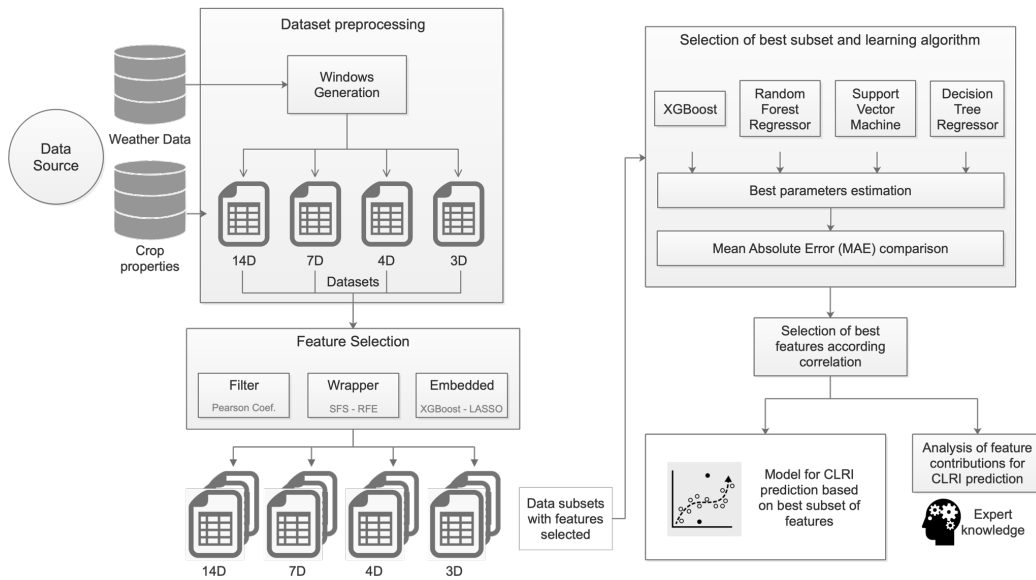 Data
Source
Weather Data
Crop
properties
Dataset preprocessing
Windows
Generation
14D
7D
4D
3D
Datasets
Feature Selection
Filter
Pearson Coef.
Wrapper
SFS - RFE
Embedded
XGBoost - LASSO
14D
7D
4D
3D
Data subsets
with features
selected
Selection of best subset and learning algorithm
XGBoost
Random
Forest
Regressor
Support
Vector
Machine
Decision
Tree
Regressor
Best parameters estimation
Mean Absolute Error (MAE) comparison
Selection of best
features according
correlation
Model for CLRI
prediction based
on best subset of
features
Analysis of feature
contributions for
CLRI prediction
Expert
knowledge